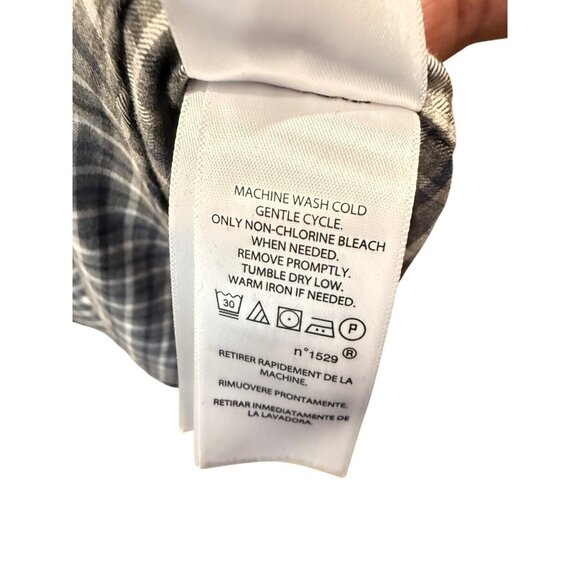 MACHINE WASH COLD
GENTLE CYCLE.
ONLY NON-CHLORINE BLEACH
WHEN NEEDED.
REMOVE PROMPTLY.
TUMBLE DRY LOW.
WARM IRON IF NEEDED.
30 P
n°1529 ®
RETIRER RAPIDEMENT DE LA
MACHINE.
RIMUOVERE PRONTAMENTE.
RETIRAR INMEDIATAMENTE DE
LA LAVADORA.